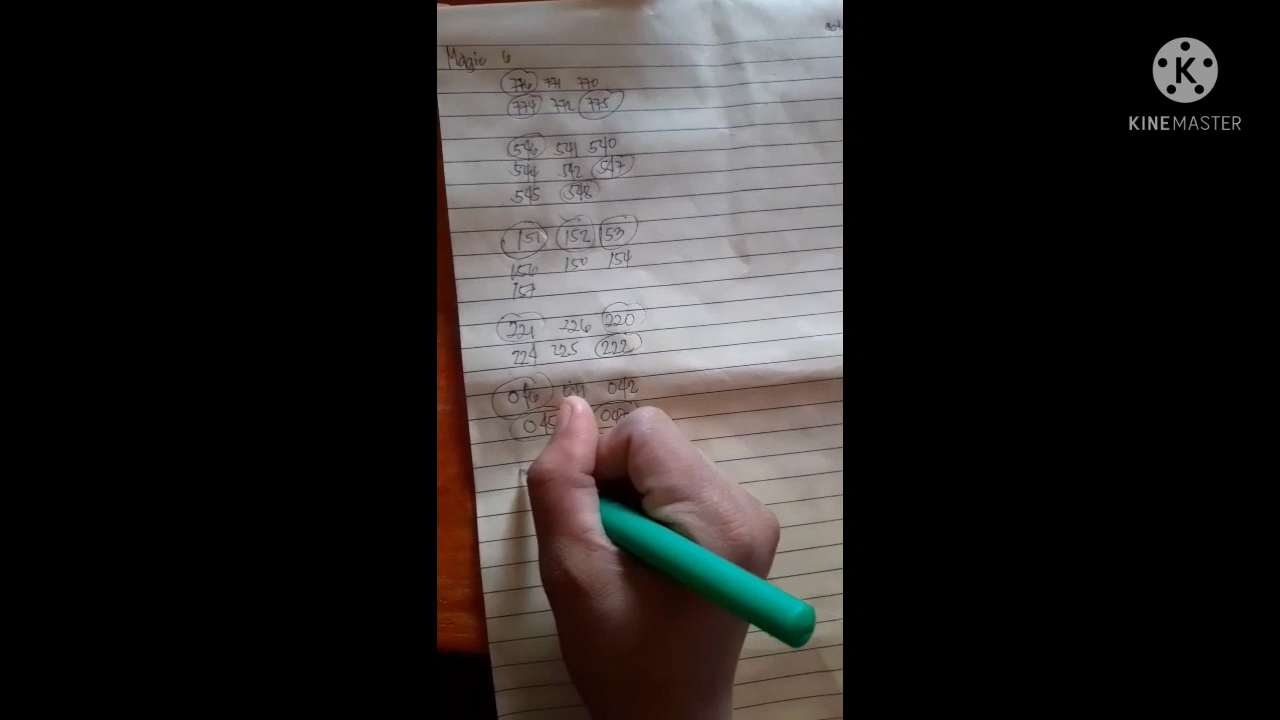 Magic 6
776 771 770
774 772 775
546 541 540
544 542 547
545 548
151 152 153
156 150 154
157
221 226 220
224 225 222
046 042
045
K
KINEMASTER